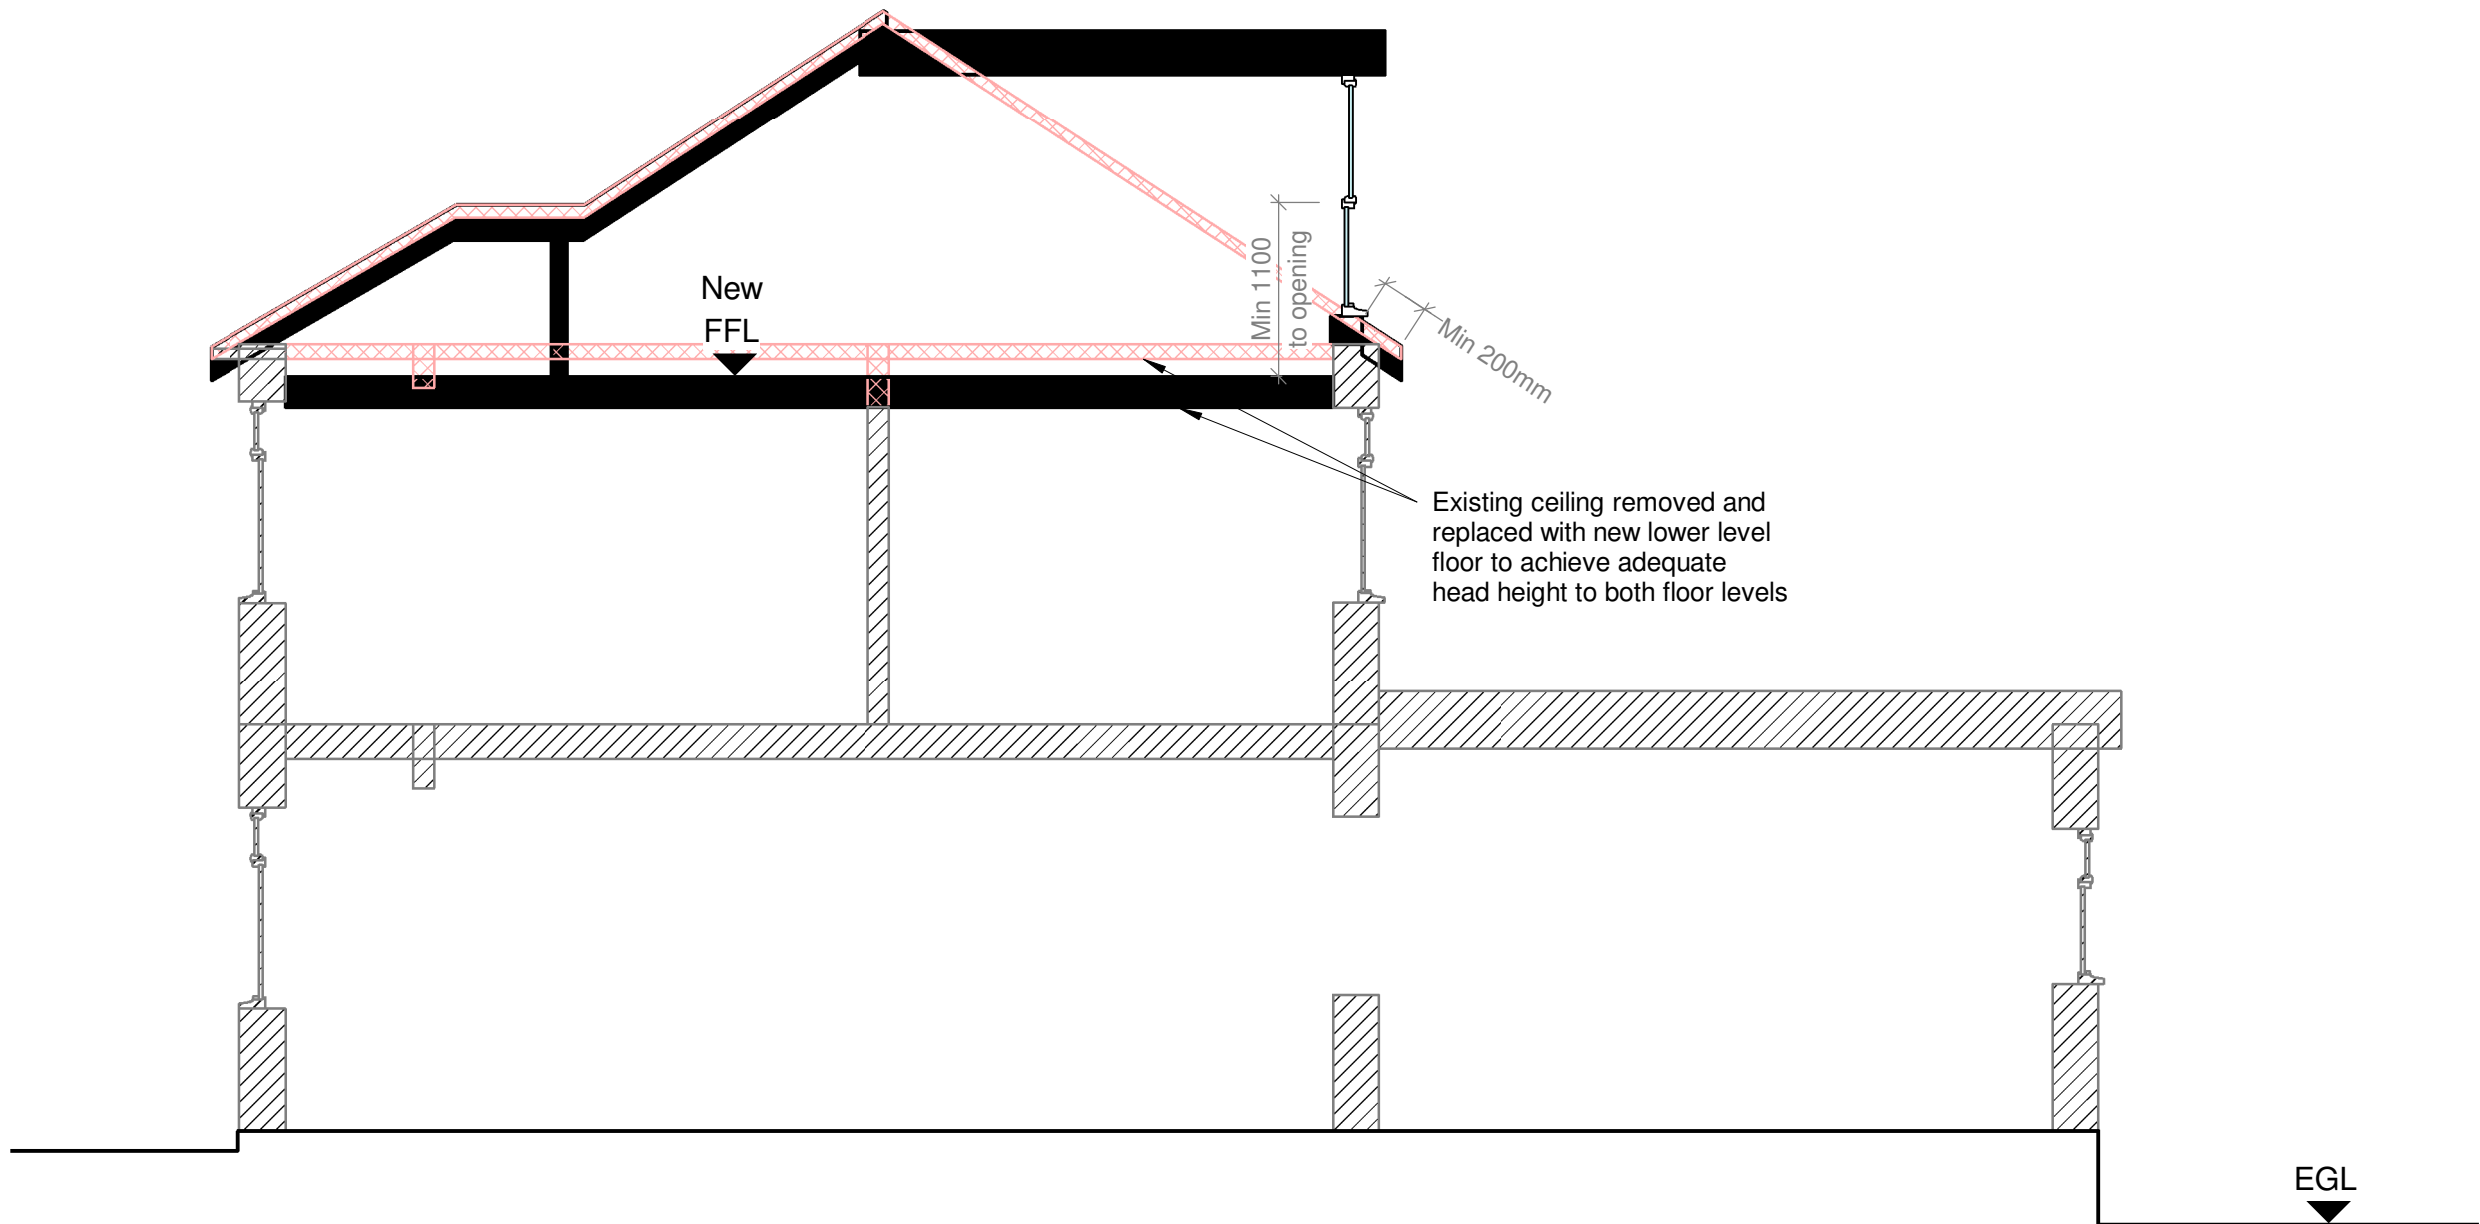 New
FFL
Min 1100
to opening
Min 200mm
Existing ceiling removed and
replaced with new lower level
floor to achieve adequate
head height to both floor levels
EGL